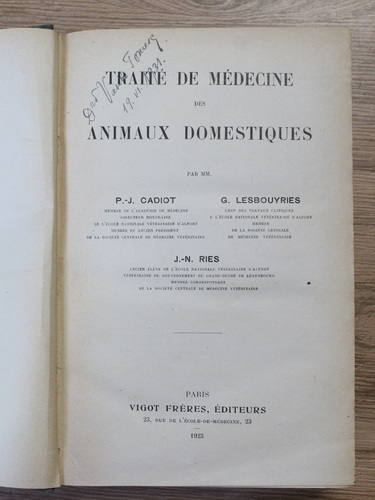 19.VI.931.
TRAITÉ DE MÉDECINE
DES
ANIMAUX DOMESTIQUES
PAR MM.
P.-J. CADIOT
MEMBRE DE L'ACADÉMIE DE MÉDECINE
DIRECTEUR HONORAIRE
DE L'ÉCOLE NATIONALE VÉTÉRINAIRE D'ALFORT
MEMBRE ET ANCIEN PRÉSIDENT
DE LA SOCIÉTÉ CENTRALE DE MÉDECINE VÉTÉRINAIRE
G. LESBOUYRIES
CHEF DES TRAVAUX CLINIQUES
A L'ÉCOLE NATIONALE VÉTÉRINAIRE D'ALFORT
MEMBRE
DE LA SOCIÉTÉ CENTRALE
DE MÉDECINE VÉTÉRINAIRE
J.-N. RIES
ANCIEN ÉLÈVE DE L'ÉCOLE NATIONALE VÉTÉRINAIRE D'ALFORT
VÉTÉRINAIRE DU GOUVERNEMENT DU GRAND-DUCHÉ DE LUXEMBOURG
MEMBRE CORRESPONDANT
DE LA SOCIÉTÉ CENTRALE DE MÉDECINE VÉTÉRINAIRE
PARIS
VIGOT FRÈRES, ÉDITEURS
23, RUE DE L'ÉCOLE-DE-MÉDECINE, 23
1925